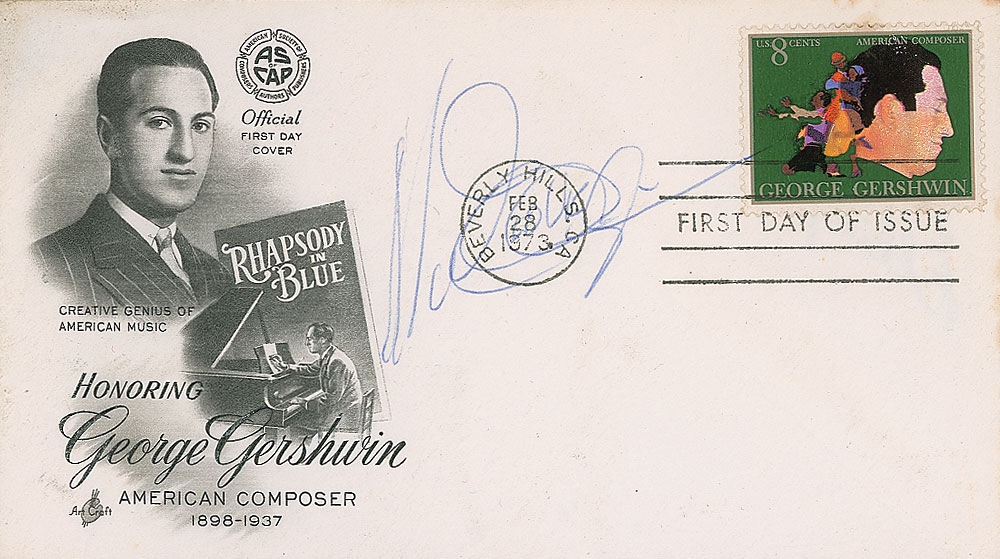 AMERICAN SOCIETY OF COMPOSERS AUTHORS PUBLISHERS
AS
OF
CAP
Official
FIRST DAY
COVER
RHAPSODY
IN
BLUE
CREATIVE GENIUS OF
AMERICAN MUSIC
HONORING
George Gershwin
AMERICAN COMPOSER
1898-1937
Art Craft
BEVERLY HILLS, CA
FEB
28
1973
U.S. 8 CENTS AMERICAN COMPOSER
GEORGE GERSHWIN
FIRST DAY OF ISSUE